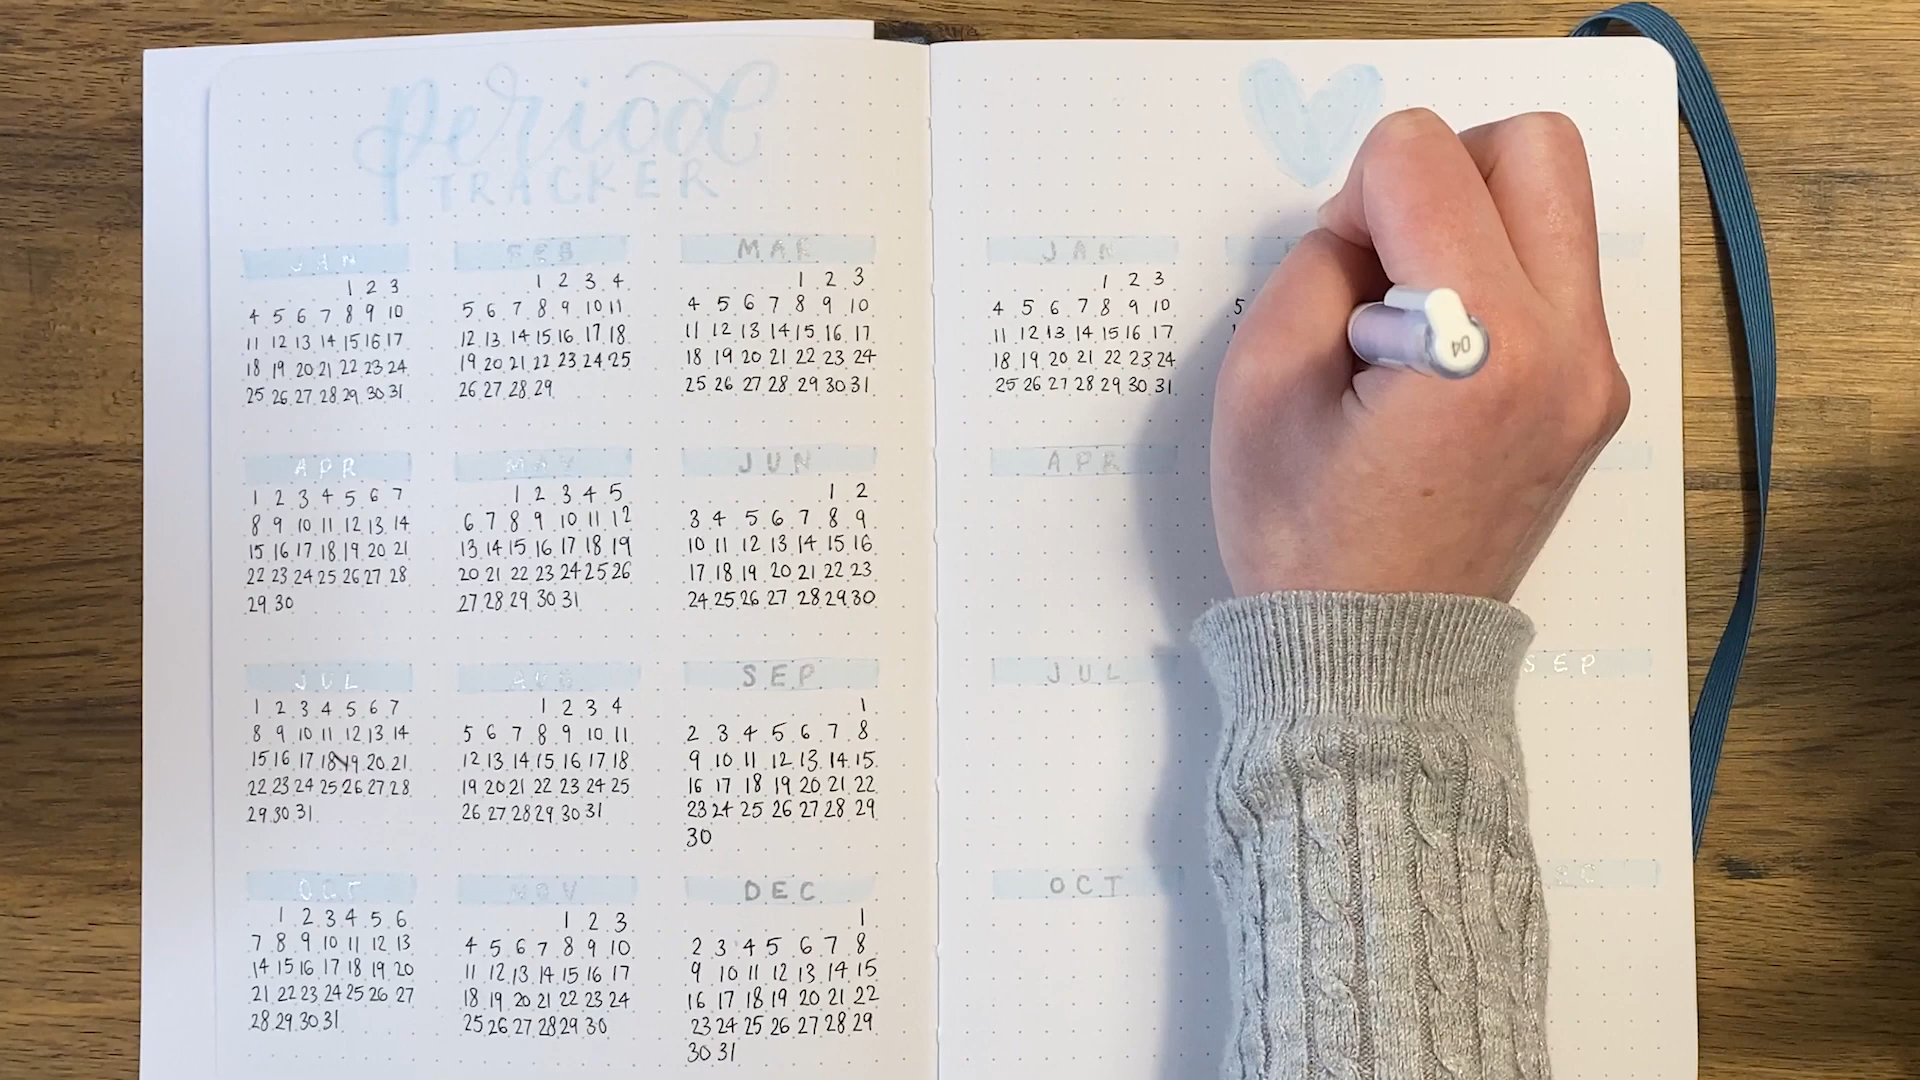 period
TRACKER
JAN FEB MAR
1 2 3 1 2 3 4 1 2 3
4 5 6 7 8 9 10 5 6 7 8 9 10 11 4 5 6 7 8 9 10
11 12 13 14 15 16 17 12 13 14 15 16 17 18 11 12 13 14 15 16 17
18 19 20 21 22 23 24 19 20 21 22 23 24 25 18 19 20 21 22 23 24
25 26 27 28 29 30 31 26 27 28 29 25 26 27 28 29 30 31
APR MAY JUN
1 2 3 4 5 6 7 1 2 3 4 5 1 2
8 9 10 11 12 13 14 6 7 8 9 10 11 12 3 4 5 6 7 8 9
15 16 17 18 19 20 21 13 14 15 16 17 18 19 10 11 12 13 14 15 16
22 23 24 25 26 27 28 20 21 22 23 24 25 26 17 18 19 20 21 22 23
29 30 27 28 29 30 31 24 25 26 27 28 29 30
JUL AUG SEP
1 2 3 4 5 6 7 1 2 3 4 1
8 9 10 11 12 13 14 5 6 7 8 9 10 11 2 3 4 5 6 7 8
15 16 17 18 19 20 21 12 13 14 15 16 17 18 9 10 11 12 13 14 15
22 23 24 25 26 27 28 19 20 21 22 23 24 25 16 17 18 19 20 21 22
29 30 31 26 27 28 29 30 31 23 24 25 26 27 28 29
30
OCT NOV DEC
1 2 3 4 5 6 1 2 3 1
7 8 9 10 11 12 13 4 5 6 7 8 9 10 2 3 4 5 6 7 8
14 15 16 17 18 19 20 11 12 13 14 15 16 17 9 10 11 12 13 14 15
21 22 23 24 25 26 27 18 19 20 21 22 23 24 16 17 18 19 20 21 22
28 29 30 31 25 26 27 28 29 30 23 24 25 26 27 28 29
30 31
JAN
1 2 3
4 5 6 7 8 9 10 5
11 12 13 14 15 16 17
18 19 20 21 22 23 24
25 26 27 28 29 30 31
04
APR
JUL SEP
OCT